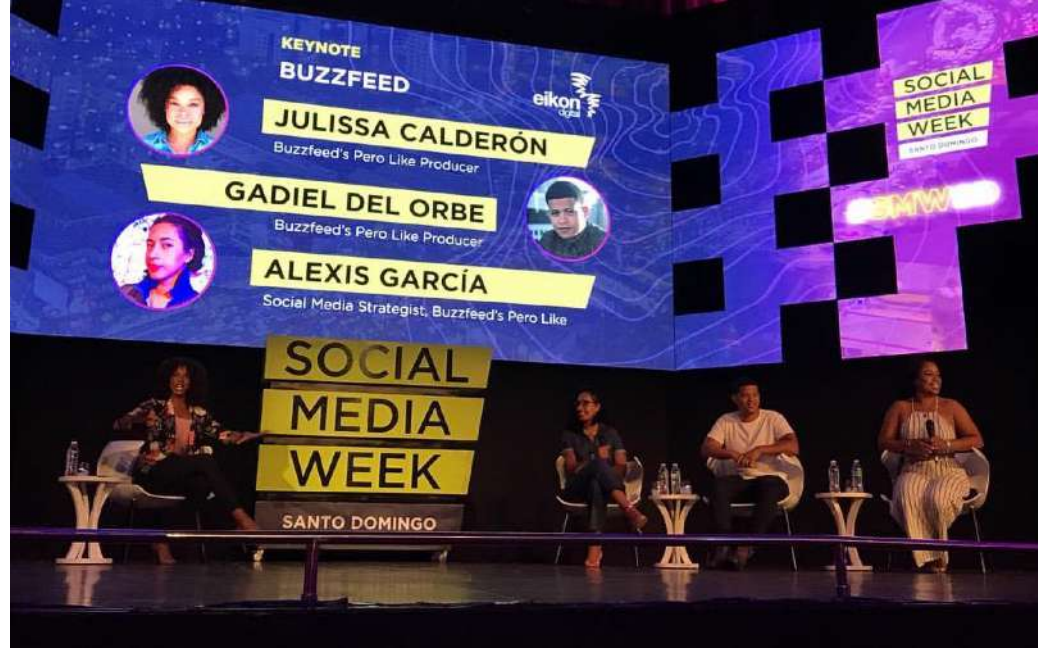 KEYNOTE
BUZZFEED
eikon
digital
JULISSA CALDERÓN
Buzzfeed's Pero Like Producer
GADIEL DEL ORBE
Buzzfeed's Pero Like Producer
ALEXIS GARCÍA
Social Media Strategist, Buzzfeed's Pero Like
SOCIAL
MEDIA
WEEK
SANTO DOMINGO
SOCIAL
MEDIA
WEEK
SANTO DOMINGO